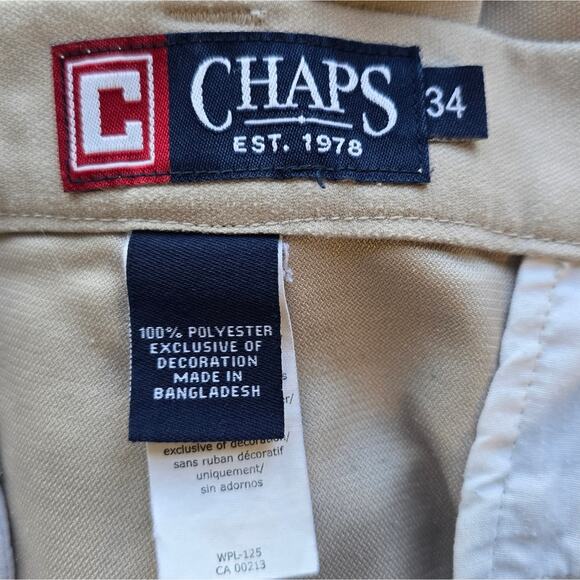 C
CHAPS
EST. 1978
34
100% POLYESTER
EXCLUSIVE OF
DECORATION
MADE IN
BANGLADESH
exclusive of decoration/
sans ruban décoratif
uniquement/
sin adornos
WPL-125
CA 00213